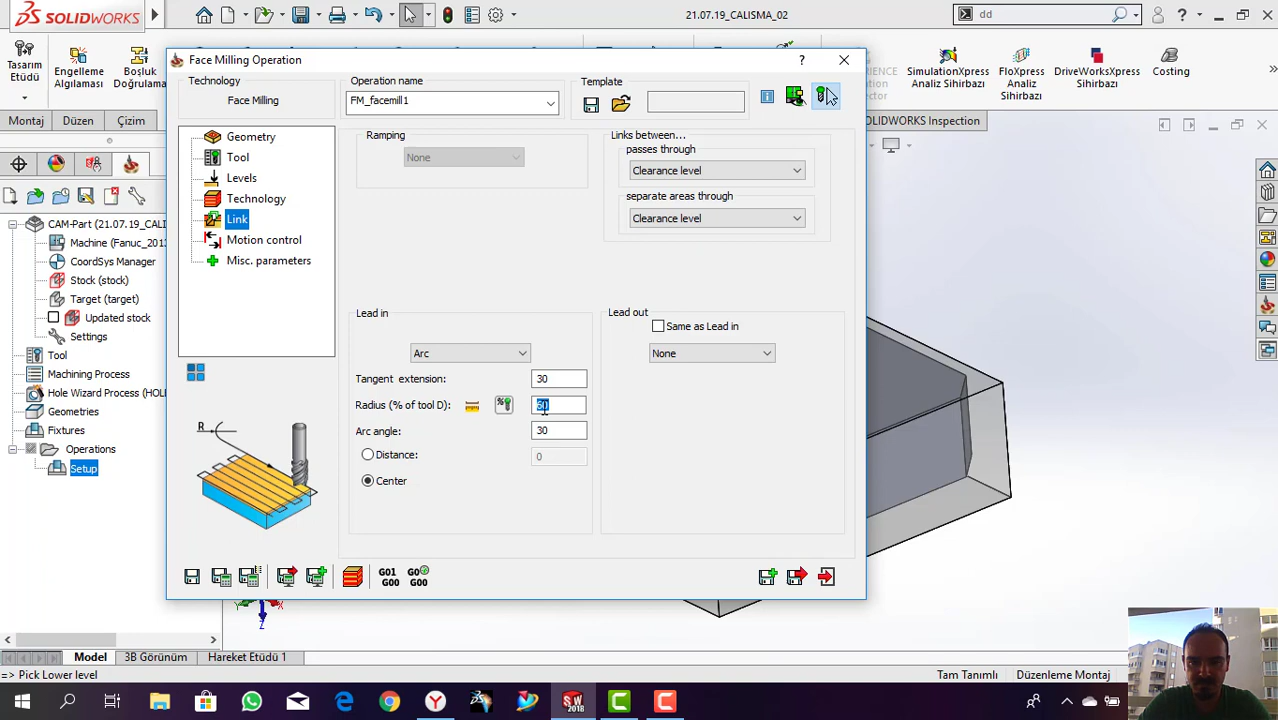 SOLIDWORKS
21.07.19_CALISMA_02
dd
Tasarım
Etüdü
Engelleme
Algılaması
Boşluk
SimulationXpress
Analiz Sihirbazı
FloXpress
Analiz
Sihirbazı
DriveWorksXpress
Sihirbazı
Costing
Montaj
Düzen
Çizim
SOLIDWORKS Inspection
Face Milling Operation
Technology
Face Milling
Operation name
FM_facemill1
Template
Geometry
Tool
Levels
Technology
Link
Motion control
Misc. parameters
Ramping
None
Links between...
passes through
Clearance level
separate areas through
Clearance level
Lead in
Arc
Tangent extension:
30
Radius (% of tool D):
Arc angle:
30
Distance:
0
Center
Lead out
Same as Lead in
None
R
G01
G00
G0
G00
CAM-Part (21.07.19_CALI
Machine (Fanuc_201
CoordSys Manager
Stock (stock)
Target (target)
Updated stock
Settings
Tool
Machining Process
Hole Wizard Process (HOL
Geometries
Fixtures
Operations
Setup
Z
Model
3B Görünüm
Hareket Etüdü 1
Pick Lower level
Tam Tanımlı
Düzenleme Montaj
SW
2018